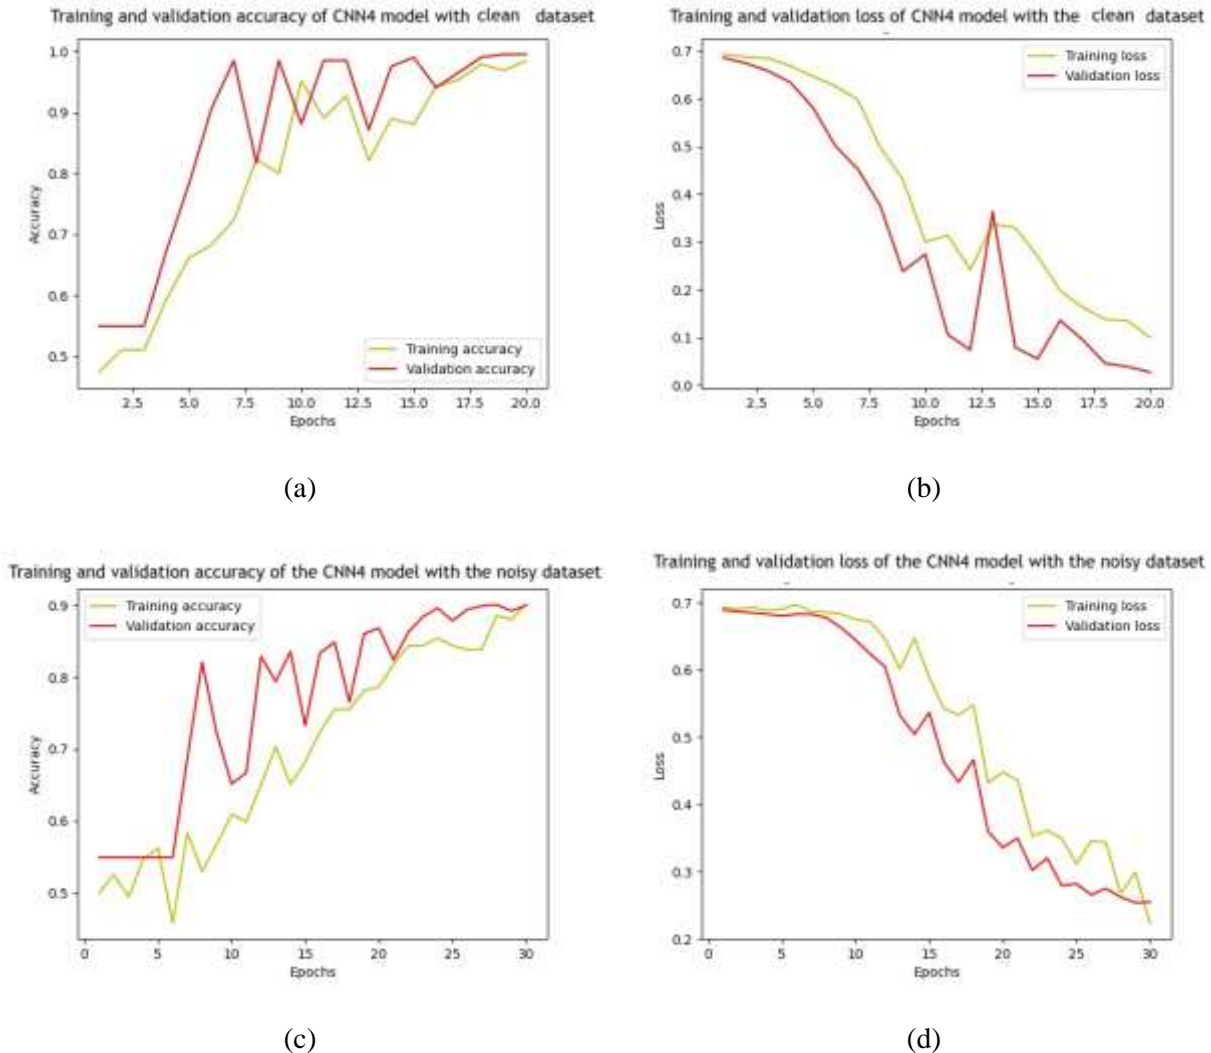 Training and validation accuracy of CNN4 model with clean dataset
1.0
0.9
0.8
0.7
0.6
0.5
Accuracy
Training accuracy
Validation accuracy
2.5 5.0 7.5 10.0 12.5 15.0 17.5 20.0
Epochs
(a)
Training and validation loss of CNN4 model with the clean dataset
0.7
0.6
0.5
0.4
0.3
0.2
0.1
0.0
Loss
Training loss
Validation loss
2.5 5.0 7.5 10.0 12.5 15.0 17.5 20.0
Epochs
(b)
Training and validation accuracy of the CNN4 model with the noisy dataset
0.9
0.8
0.7
0.6
0.5
Accuracy
Training accuracy
Validation accuracy
0 5 10 15 20 25 30
Epochs
(c)
Training and validation loss of the CNN4 model with the noisy dataset
0.7
0.6
0.5
0.4
0.3
0.2
Loss
Training loss
Validation loss
0 5 10 15 20 25 30
Epochs
(d)